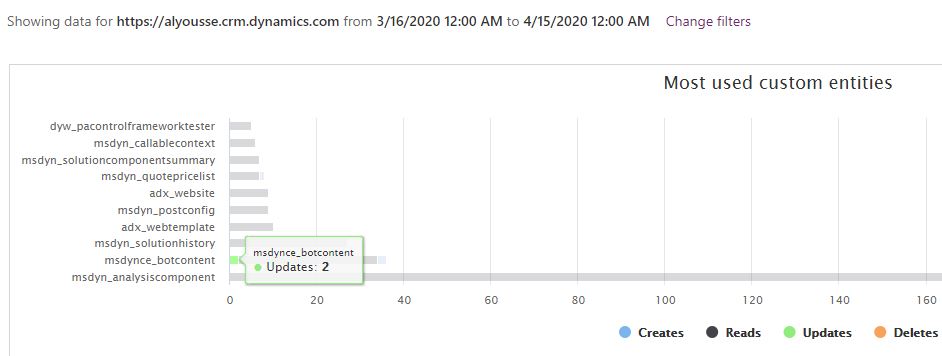 Showing data for https://alyousse.crm.dynamics.com from 3/16/2020 12:00 AM to 4/15/2020 12:00 AM Change filters
Most used custom entities
dyw_pacontrolframeworktester
msdyn_callablecontext
msdyn_solutioncomponentsummary
msdyn_quotepricelist
adx_website
msdyn_postconfig
adx_webtemplate
msdyn_solutionhistory
msdynce_botcontent
msdyn_analysiscomponent
msdynce_botcontent
Updates: 2
0 20 40 60 80 100 120 140 160
Creates Reads Updates Deletes